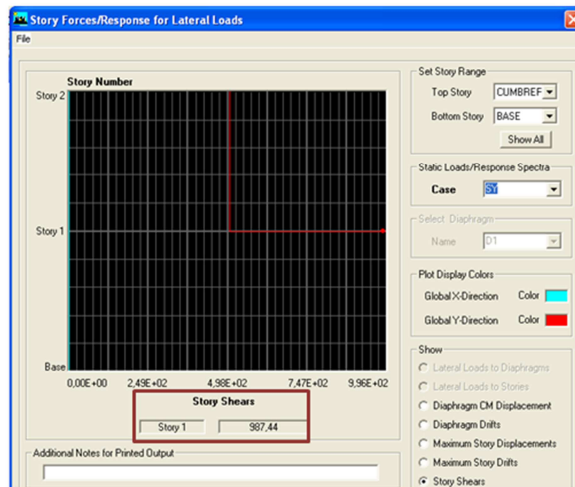 Story Forces/Response for Lateral Loads
File
Story Number
Story 2
Story 1
Base
0,00E+00 2,49E+02 4,98E+02 7,47E+02 9,96E+02
Story Shears
Story 1 987,44
Additional Notes for Printed Output
Set Story Range
Top Story CUMBREF
Bottom Story BASE
Show All
Static Loads/Response Spectra
Case SY
Select Diaphragm
Name D1
Plot Display Colors
Global X-Direction Color
Global Y-Direction Color
Show
Lateral Loads to Diaphragms
Lateral Loads to Stories
Diaphragm CM Displacement
Diaphragm Drifts
Maximum Story Displacements
Maximum Story Drifts
Story Shears